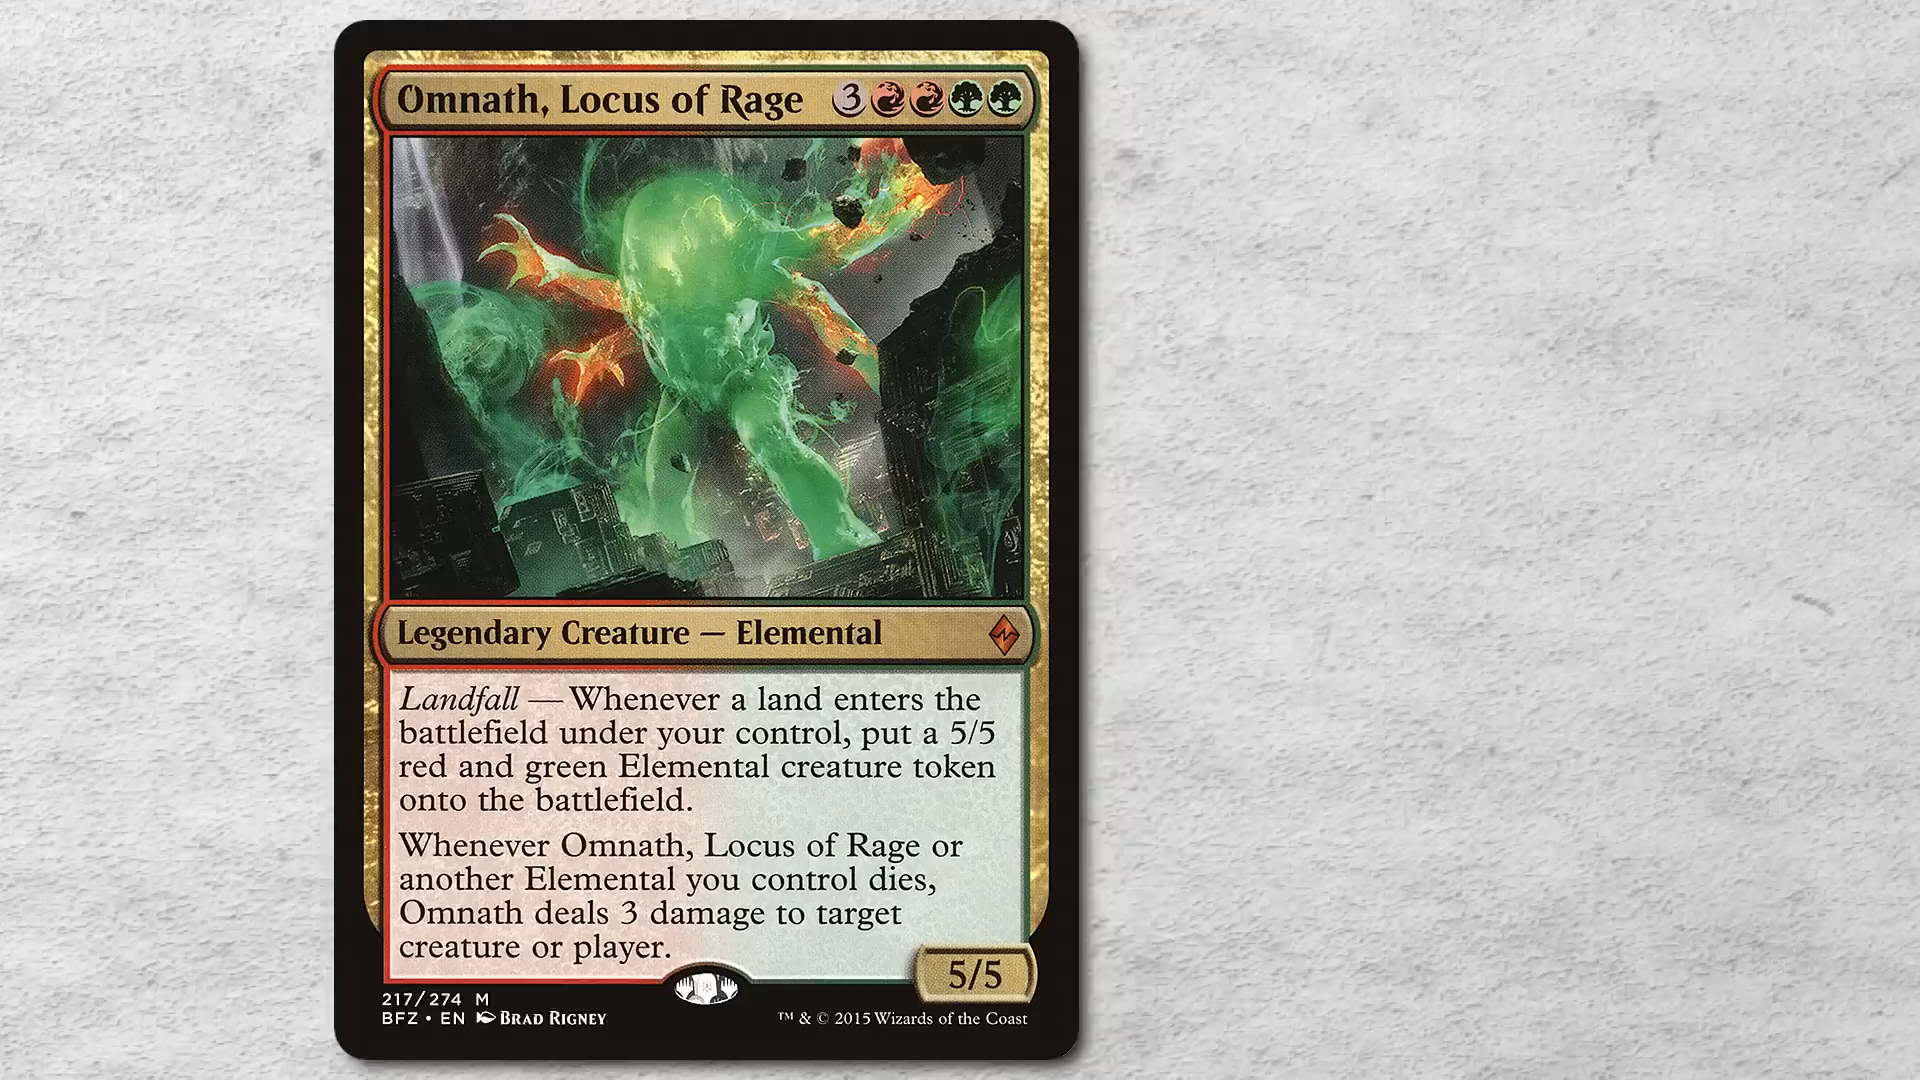 Omnath, Locus of Rage 3
Legendary Creature — Elemental
Landfall — Whenever a land enters the
battlefield under your control, put a 5/5
red and green Elemental creature token
onto the battlefield.
Whenever Omnath, Locus of Rage or
another Elemental you control dies,
Omnath deals 3 damage to target
creature or player.
5/5
217/274 M
BFZ • EN BRAD RIGNEY
™ & © 2015 Wizards of the Coast